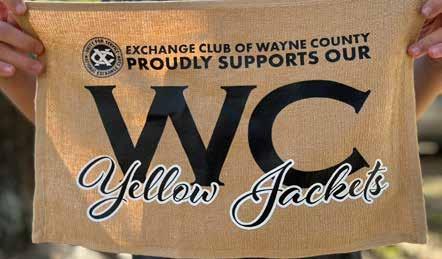 EXCHANGE CLUB OF WAYNE COUNTY
PROUDLY SUPPORTS OUR
WC
Yellow Jackets